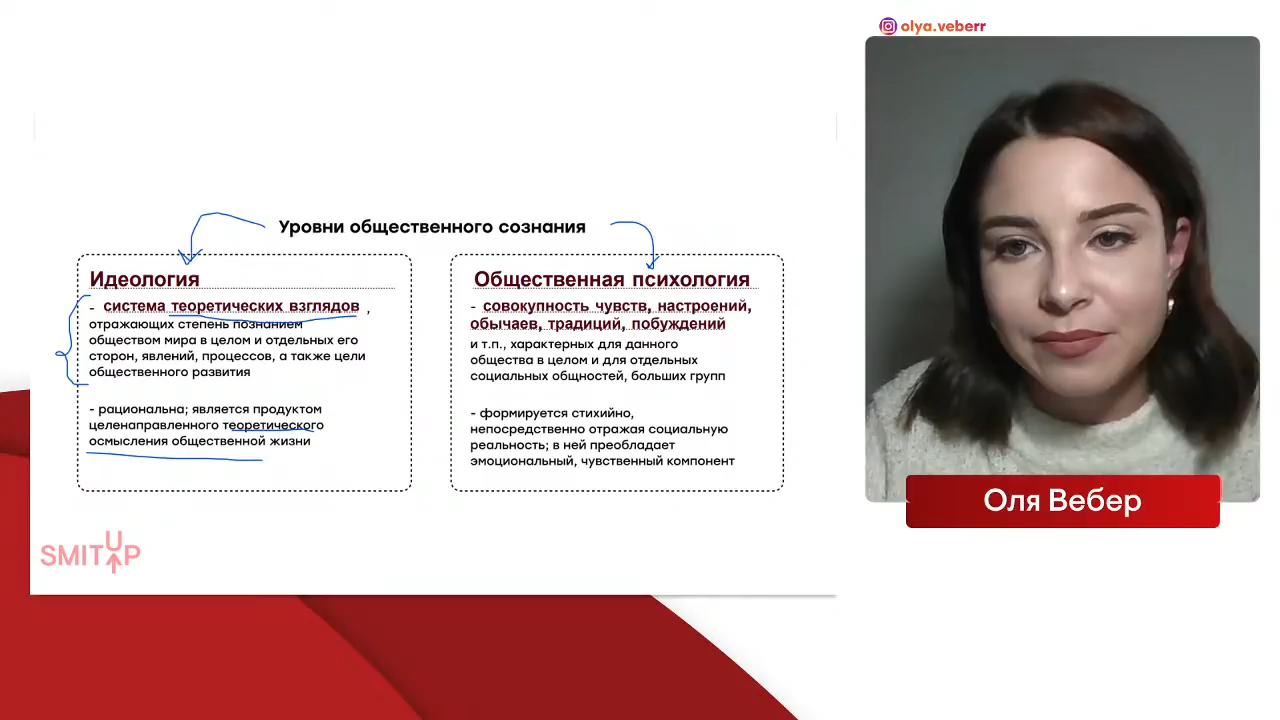 olya.veberr
Уровни общественного сознания
Идеология
- система теоретических взглядов ,
отражающих степень познанием
обществом мира в целом и отдельных его
сторон, явлений, процессов, а также цели
общественного развития
- рациональна; является продуктом
целенаправленного теоретического
осмысления общественной жизни
Общественная психология
- совокупность чувств, настроений,
обычаев, традиций, побуждений
и т.п., характерных для данного
общества в целом и для отдельных
социальных общностей, больших групп
- формируется стихийно,
непосредственно отражая социальную
реальность; в ней преобладает
эмоциональный, чувственный компонент
SMITUP
Оля Вебер